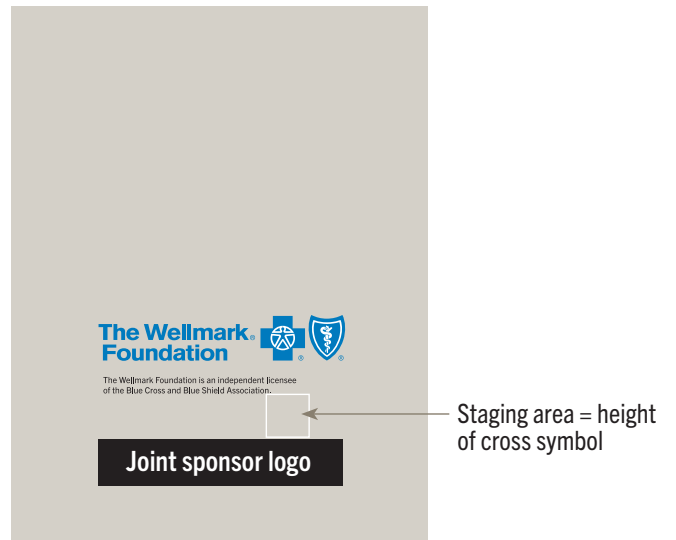 The Wellmark®
Foundation
® ®
The Wellmark Foundation is an independent licensee
of the Blue Cross and Blue Shield Association.
Staging area = height
of cross symbol
Joint sponsor logo